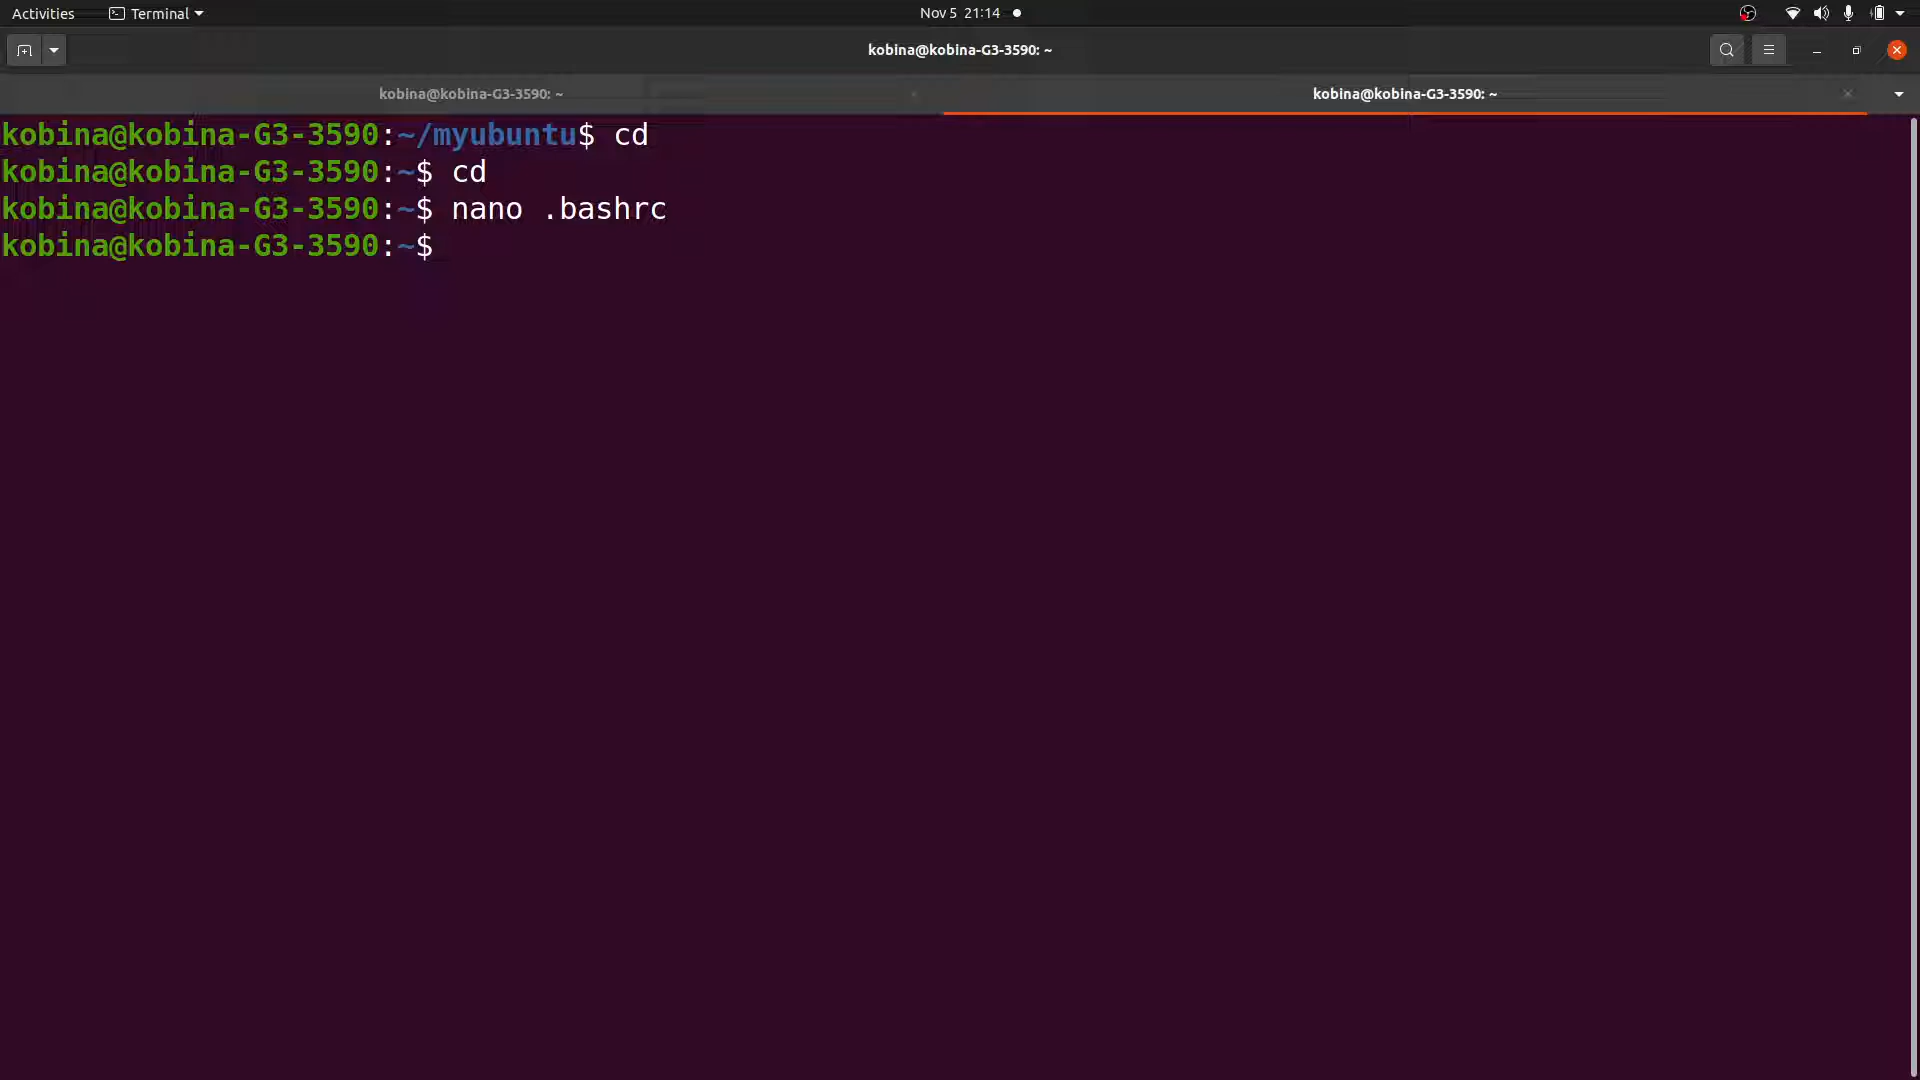 Activities Terminal Nov 5 21:14
kobina@kobina-G3-3590: ~
kobina@kobina-G3-3590: ~ kobina@kobina-G3-3590: ~
kobina@kobina-G3-3590:~/myubuntu$ cd
kobina@kobina-G3-3590:~$ cd
kobina@kobina-G3-3590:~$ nano .bashrc
kobina@kobina-G3-3590:~$